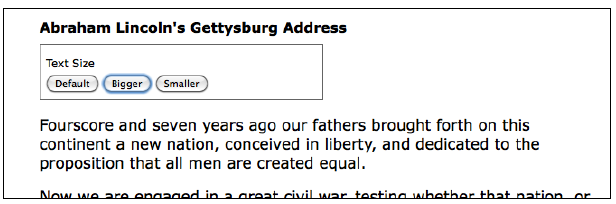 Abraham Lincoln's Gettysburg Address
Text Size
Default Bigger Smaller
Fourscore and seven years ago our fathers brought forth on this
continent a new nation, conceived in liberty, and dedicated to the
proposition that all men are created equal.
Now we are engaged in a great civil war, testing whether that nation, or